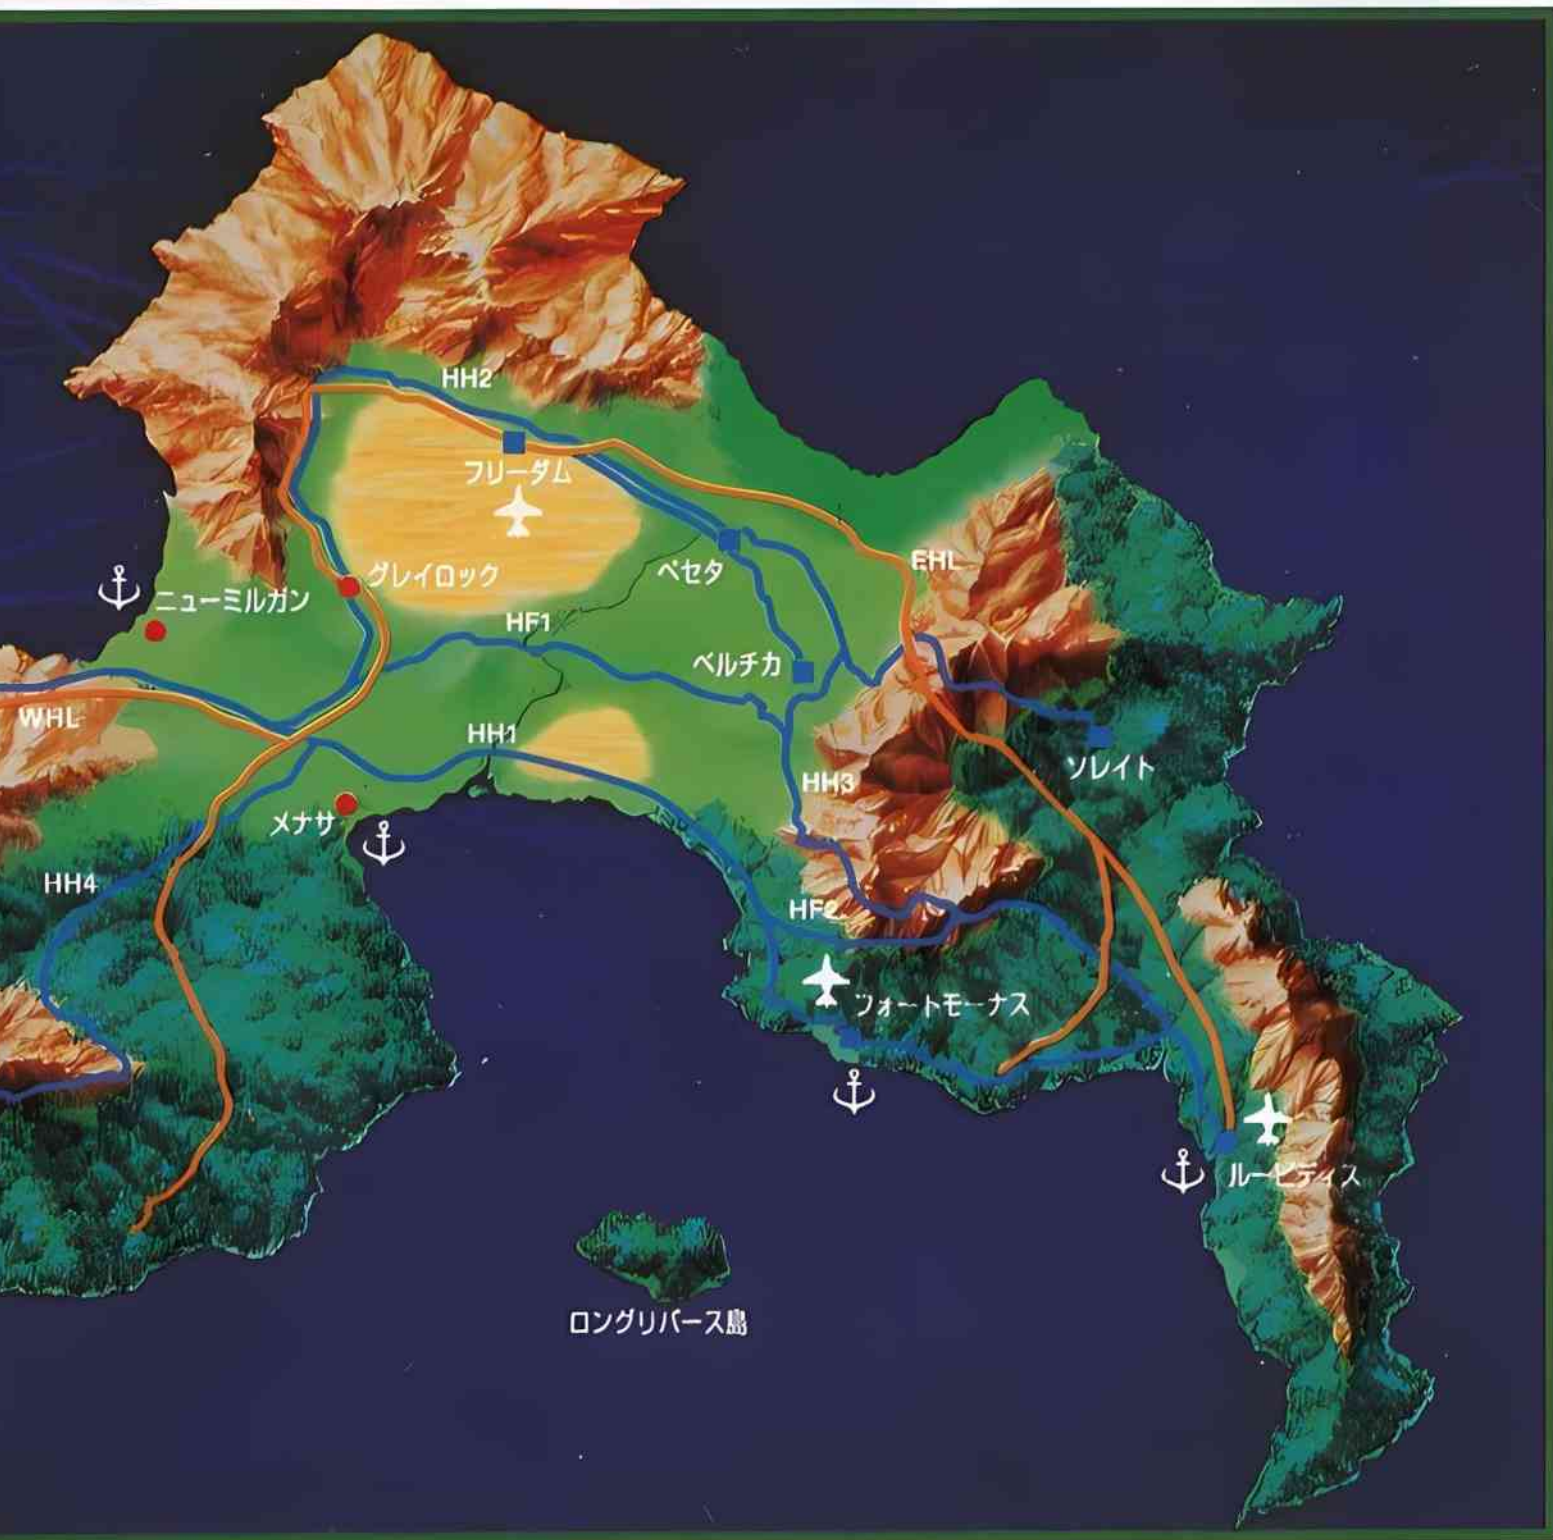 HH2
フリーダム
グレイロック
ニューミルガン
ベセタ
EHL
HF1
ベルチカ
WHL
HH1
ソレイト
HH3
メナサ
HH4
HF2
フォートモーナス
ルーピディス
ロングリバース島